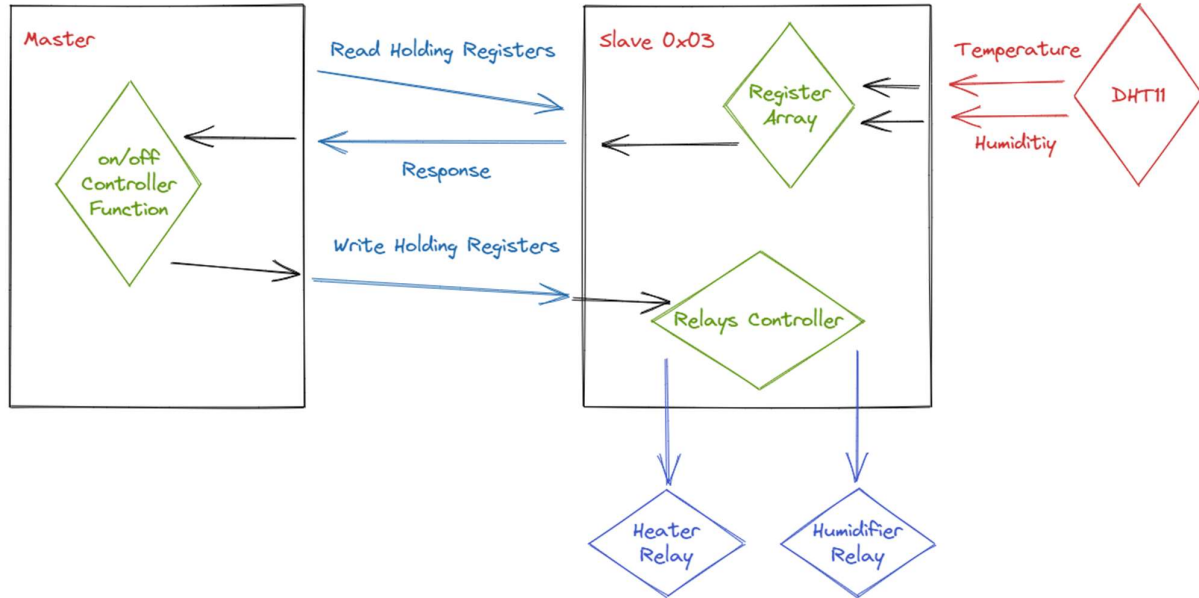 Master
Read Holding Registers
Slave 0x03
Temperature
Register
Array
DHT11
Humiditiy
on/off
Controller
Function
Response
Write Holding Registers
Relays Controller
Heater
Relay
Humidifier
Relay